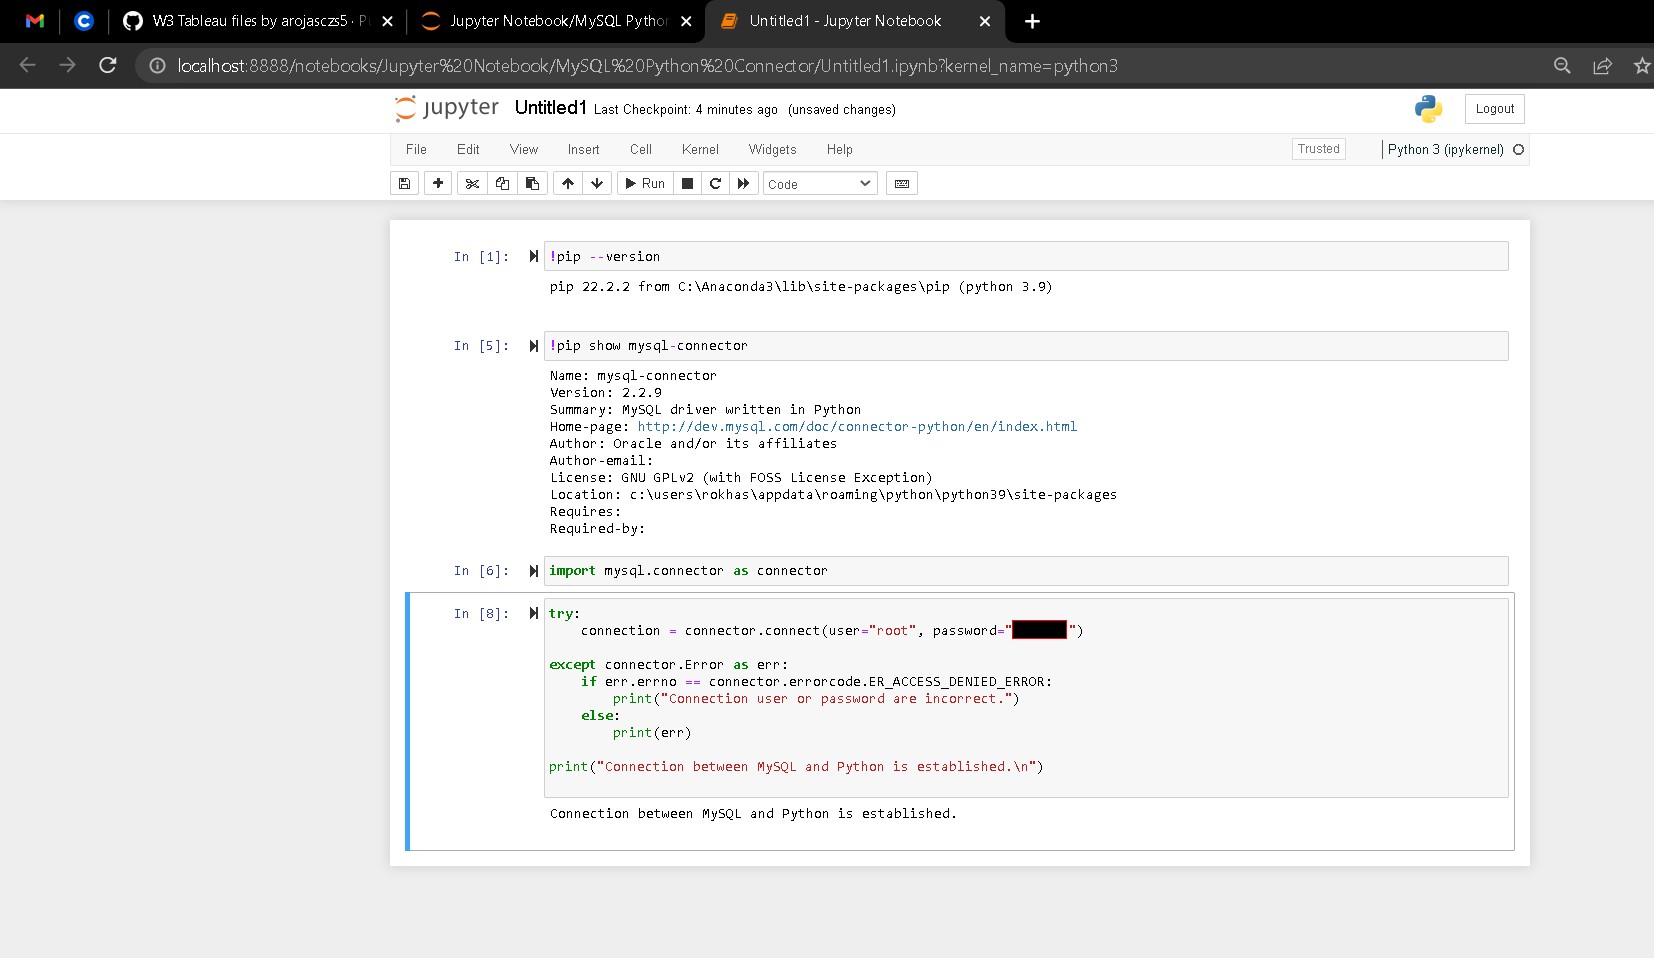 W3 Tableau files by arojasczs5 · P
Jupyter Notebook/MySQL Python
Untitled1 - Jupyter Notebook
localhost:8888/notebooks/Jupyter%20Notebook/MySQL%20Python%20Connector/Untitled1.ipynb?kernel_name=python3
jupyter Untitled1 Last Checkpoint: 4 minutes ago (unsaved changes)
Logout
File Edit View Insert Cell Kernel Widgets Help
Trusted
Python 3 (ipykernel)
Run
Code
In [1]: !pip --version
pip 22.2.2 from C:\Anaconda3\lib\site-packages\pip (python 3.9)
In [5]: !pip show mysql-connector
Name: mysql-connector
Version: 2.2.9
Summary: MySQL driver written in Python
Home-page: http://dev.mysql.com/doc/connector-python/en/index.html
Author: Oracle and/or its affiliates
Author-email:
License: GNU GPLv2 (with FOSS License Exception)
Location: c:\users\rokhas\appdata\roaming\python\python39\site-packages
Requires:
Required-by:
In [6]: import mysql.connector as connector
In [8]: try:
connection = connector.connect(user="root", password="")
except connector.Error as err:
if err.errno == connector.errorcode.ER_ACCESS_DENIED_ERROR:
print("Connection user or password are incorrect.")
else:
print(err)
print("Connection between MySQL and Python is established.\n")
Connection between MySQL and Python is established.